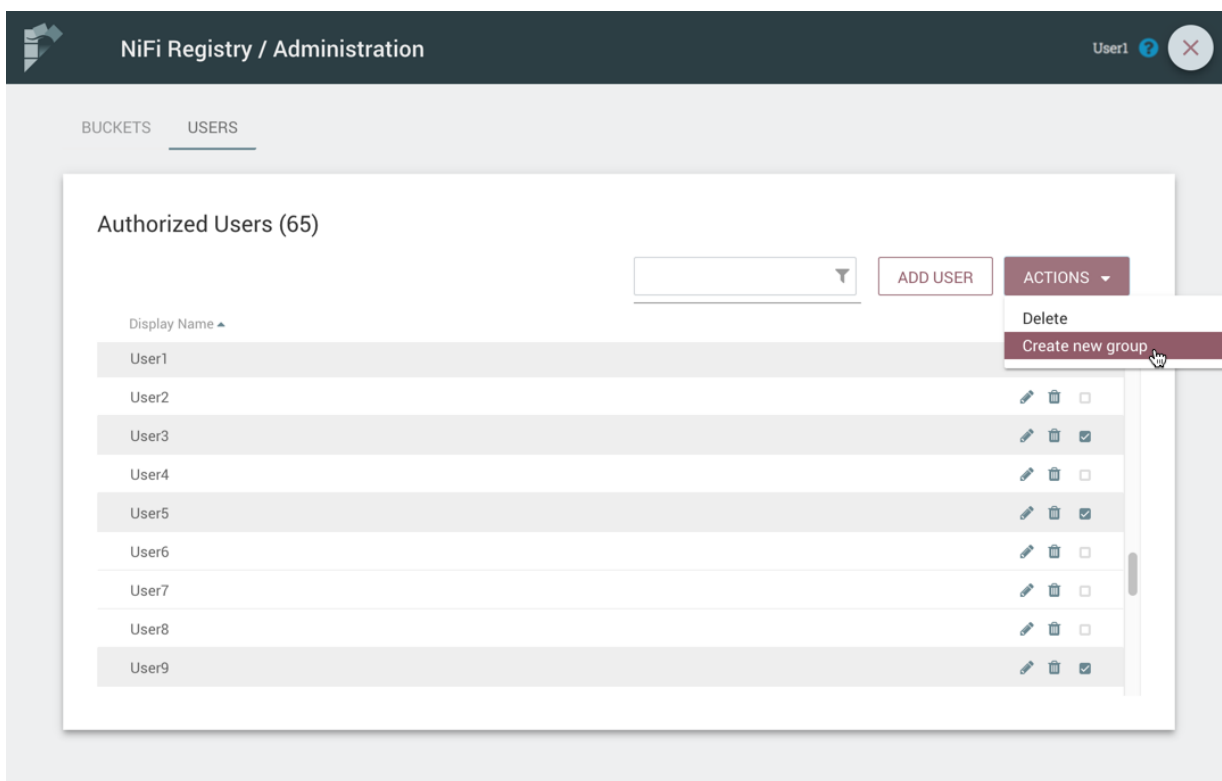 NiFi Registry / Administration
User1 ?
BUCKETS USERS
Authorized Users (65)
ADD USER ACTIONS
Delete
Create new group
Display Name
User1
User2
User3
User4
User5
User6
User7
User8
User9